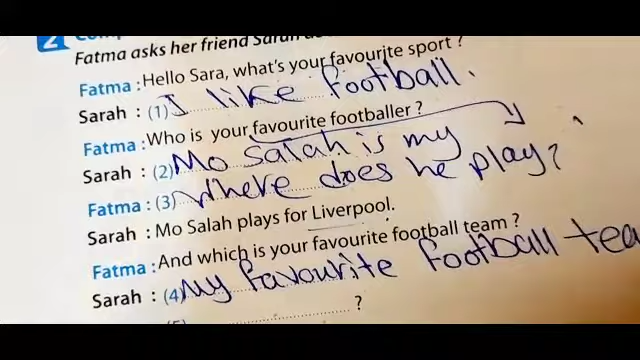 2
Fatma asks her friend Sarah
Fatma : Hello Sara, what's your favourite sport ?
Sarah : (1) I like football.
Fatma : Who is your favourite footballer ?
Sarah : (2) Mo Salah is my
Fatma : (3) Where does he play?
Sarah : Mo Salah plays for Liverpool.
Fatma : And which is your favourite football team ?
Sarah : (4) My favourite football tea
?